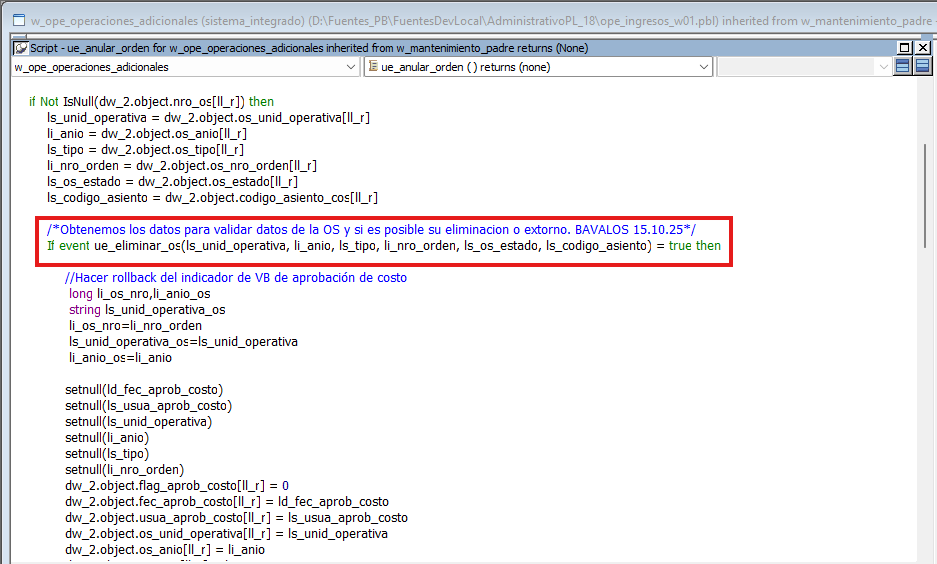 w_ope_operaciones_adicionales (sistema_integrado) (D:\Fuentes_PB\FuentesDevLocal\AdministrativoPL_18\ope_ingresos_w01.pbl) inherited from w_mantenimiento_padre
Script - ue_anular_orden for w_ope_operaciones_adicionales inherited from w_mantenimiento_padre returns (None)
w_ope_operaciones_adicionales
ue_anular_orden ( ) returns (none)
if Not IsNull(dw_2.object.nro_os[ll_r]) then
ls_unid_operativa = dw_2.object.os_unid_operativa[ll_r]
li_anio = dw_2.object.os_anio[ll_r]
ls_tipo = dw_2.object.os_tipo[ll_r]
li_nro_orden = dw_2.object.os_nro_orden[ll_r]
ls_os_estado = dw_2.object.os_estado[ll_r]
ls_codigo_asiento = dw_2.object.codigo_asiento_cos[ll_r]
/*Obtenemos los datos para validar datos de la OS y si es posible su eliminacion o extorno. BAVALOS 15.10.25*/
If event ue_eliminar_os(ls_unid_operativa, li_anio, ls_tipo, li_nro_orden, ls_os_estado, ls_codigo_asiento) = true then
//Hacer rollback del indicador de VB de aprobación de costo
long li_os_nro,li_anio_os
string ls_unid_operativa_os
li_os_nro=li_nro_orden
ls_unid_operativa_os=ls_unid_operativa
li_anio_os=li_anio
setnull(ld_fec_aprob_costo)
setnull(ls_usua_aprob_costo)
setnull(ls_unid_operativa)
setnull(li_anio)
setnull(ls_tipo)
setnull(li_nro_orden)
dw_2.object.flag_aprob_costo[ll_r] = 0
dw_2.object.fec_aprob_costo[ll_r] = ld_fec_aprob_costo
dw_2.object.usua_aprob_costo[ll_r] = ls_usua_aprob_costo
dw_2.object.os_unid_operativa[ll_r] = ls_unid_operativa
dw_2.object.os_anio[ll_r] = li_anio